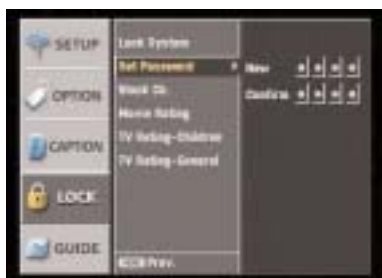 SETUP
OPTION
CAPTION
LOCK
GUIDE
Lock System
Set Password
Block Ch.
Movie Rating
TV Rating-Children
TV Rating-General
Prev.
New * * * *
Confirm * * * *